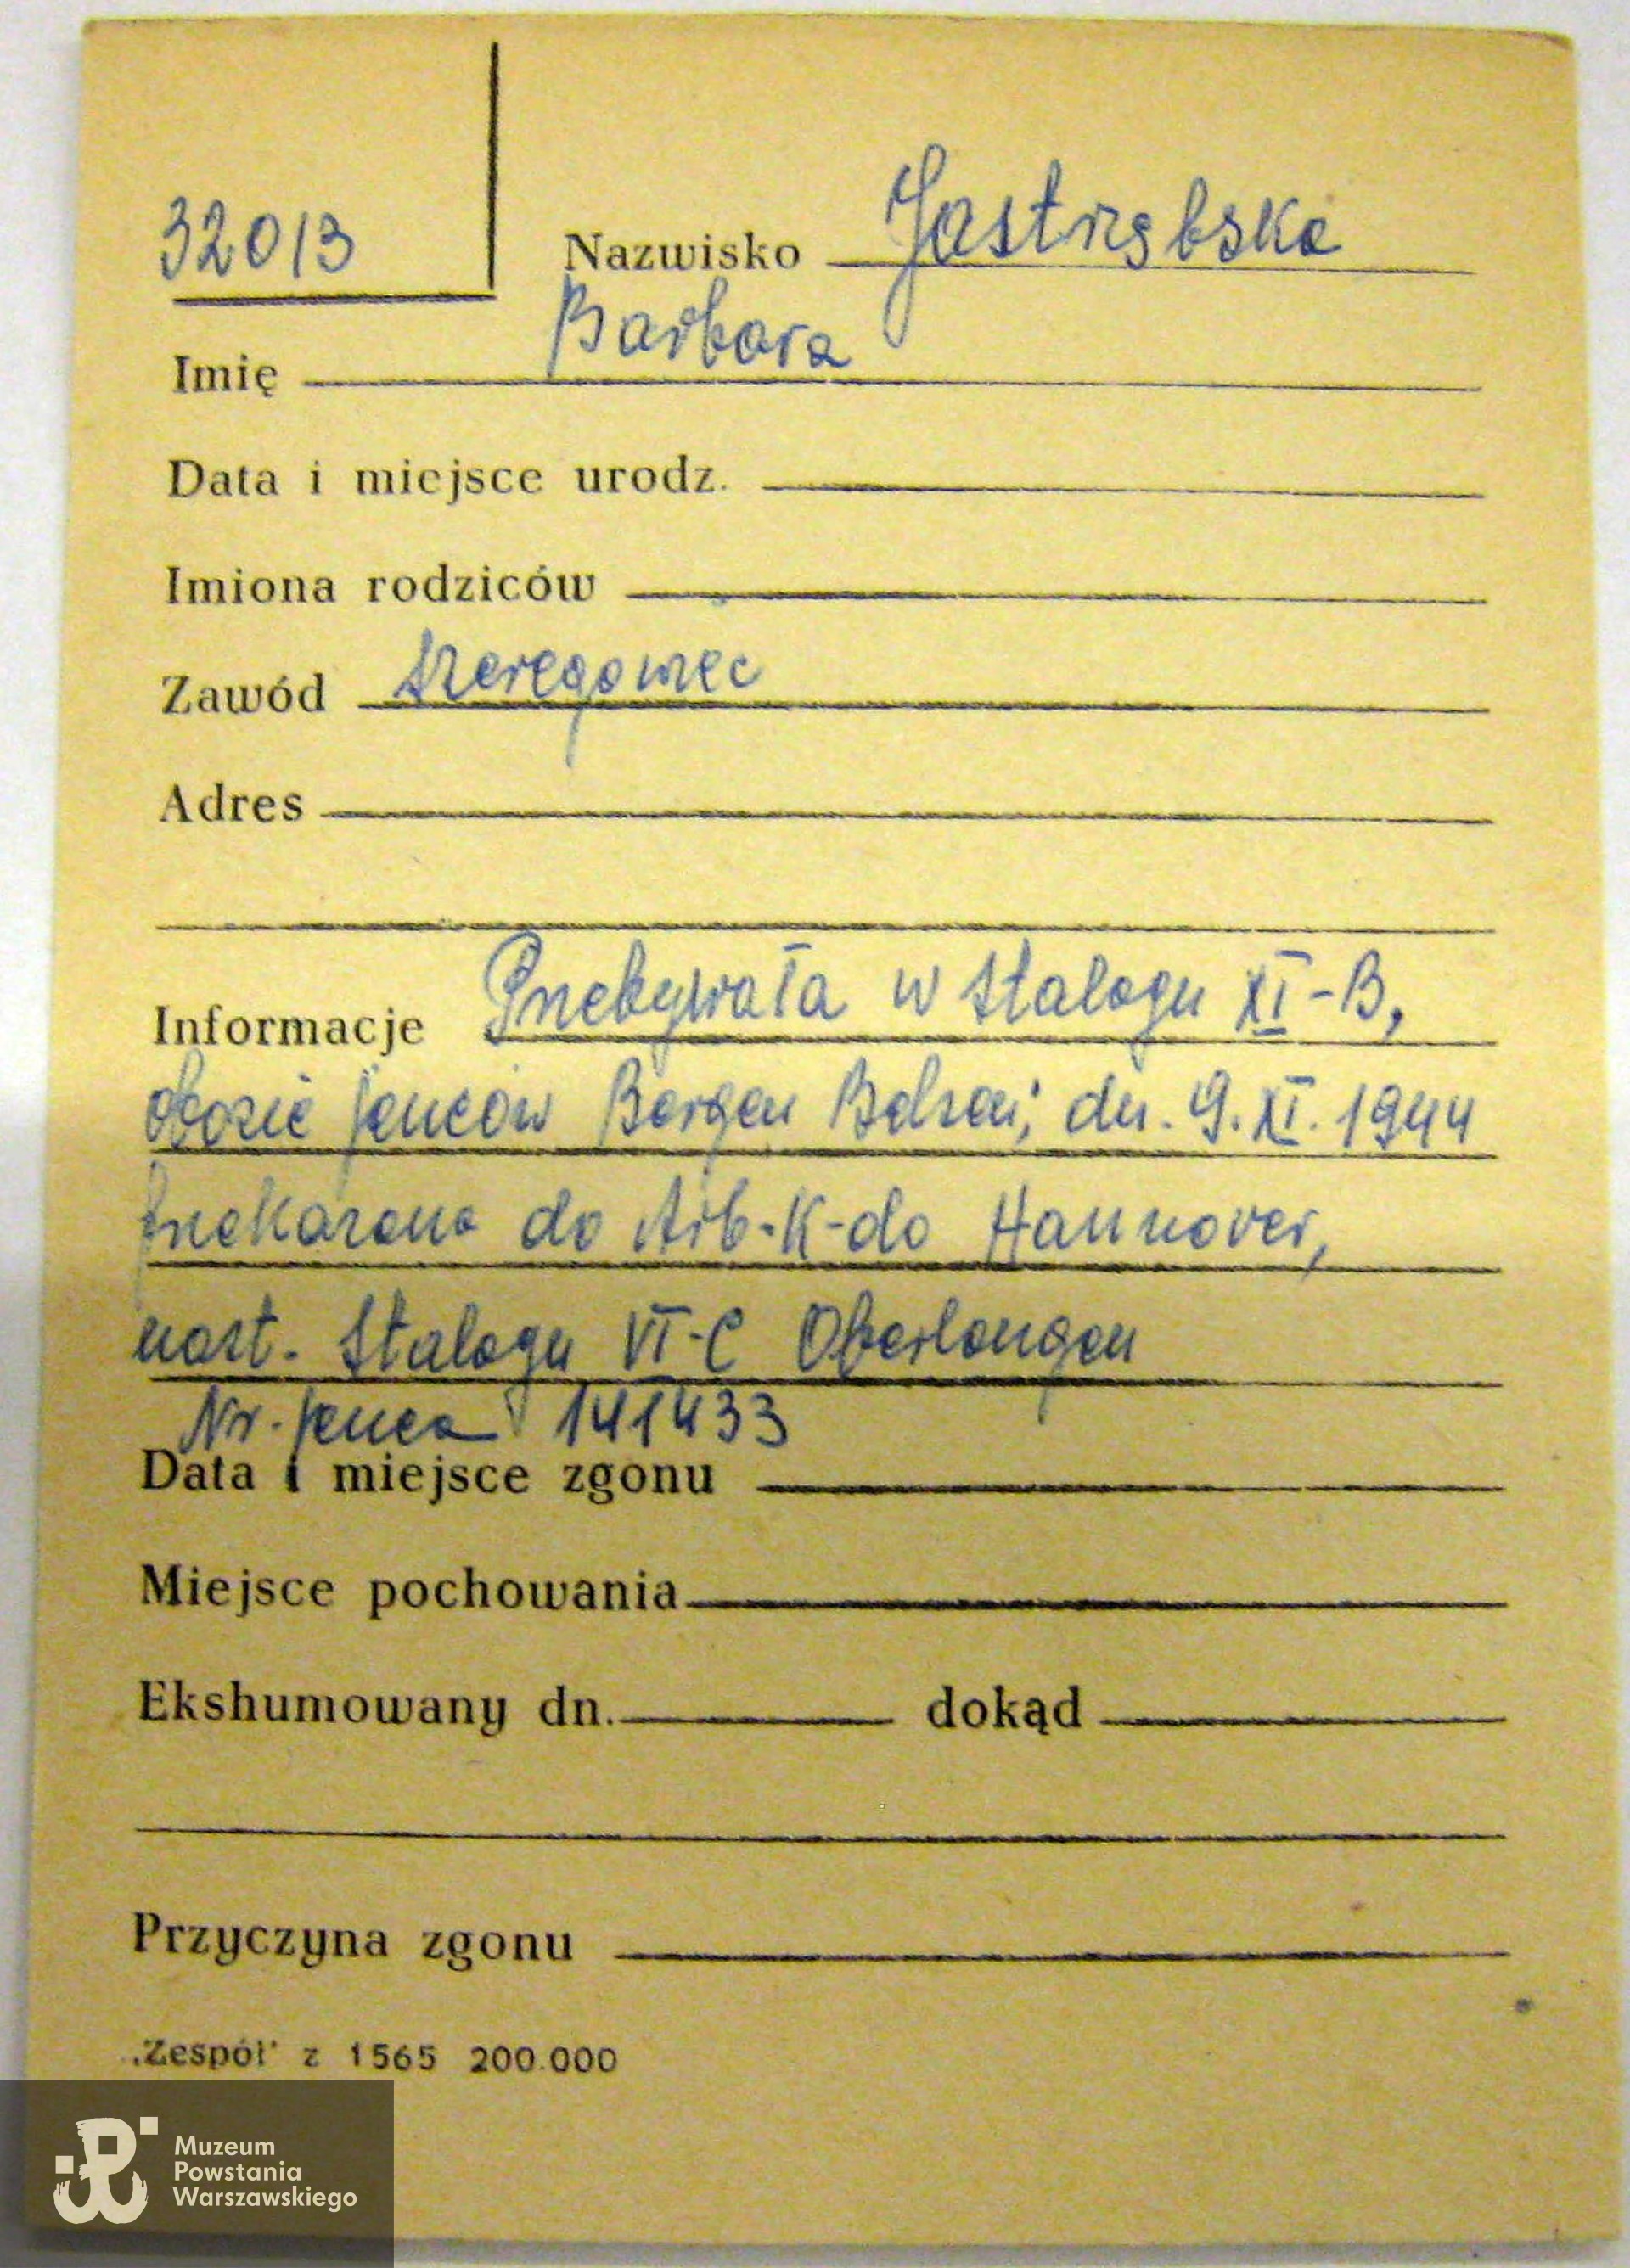 32013
Nazwisko Jastrzębska
Imię Barbara
Data i miejsce urodz.
Imiona rodziców
Zawód szeregowiec
Adres
Informacje Przebywała w Stalagu XI-B,
obozie jeńców Bergen Belsen; dn. 9.XI.1944
przekazana do Arb-K-do Hannover,
nast. Stalagu VI-C Oberlangen
Nr. jeńca 141433
Data i miejsce zgonu
Miejsce pochowania
Ekshumowany dn. dokąd
Przyczyna zgonu
„Zespół" z 1565 200.000
Muzeum
Powstania
Warszawskiego